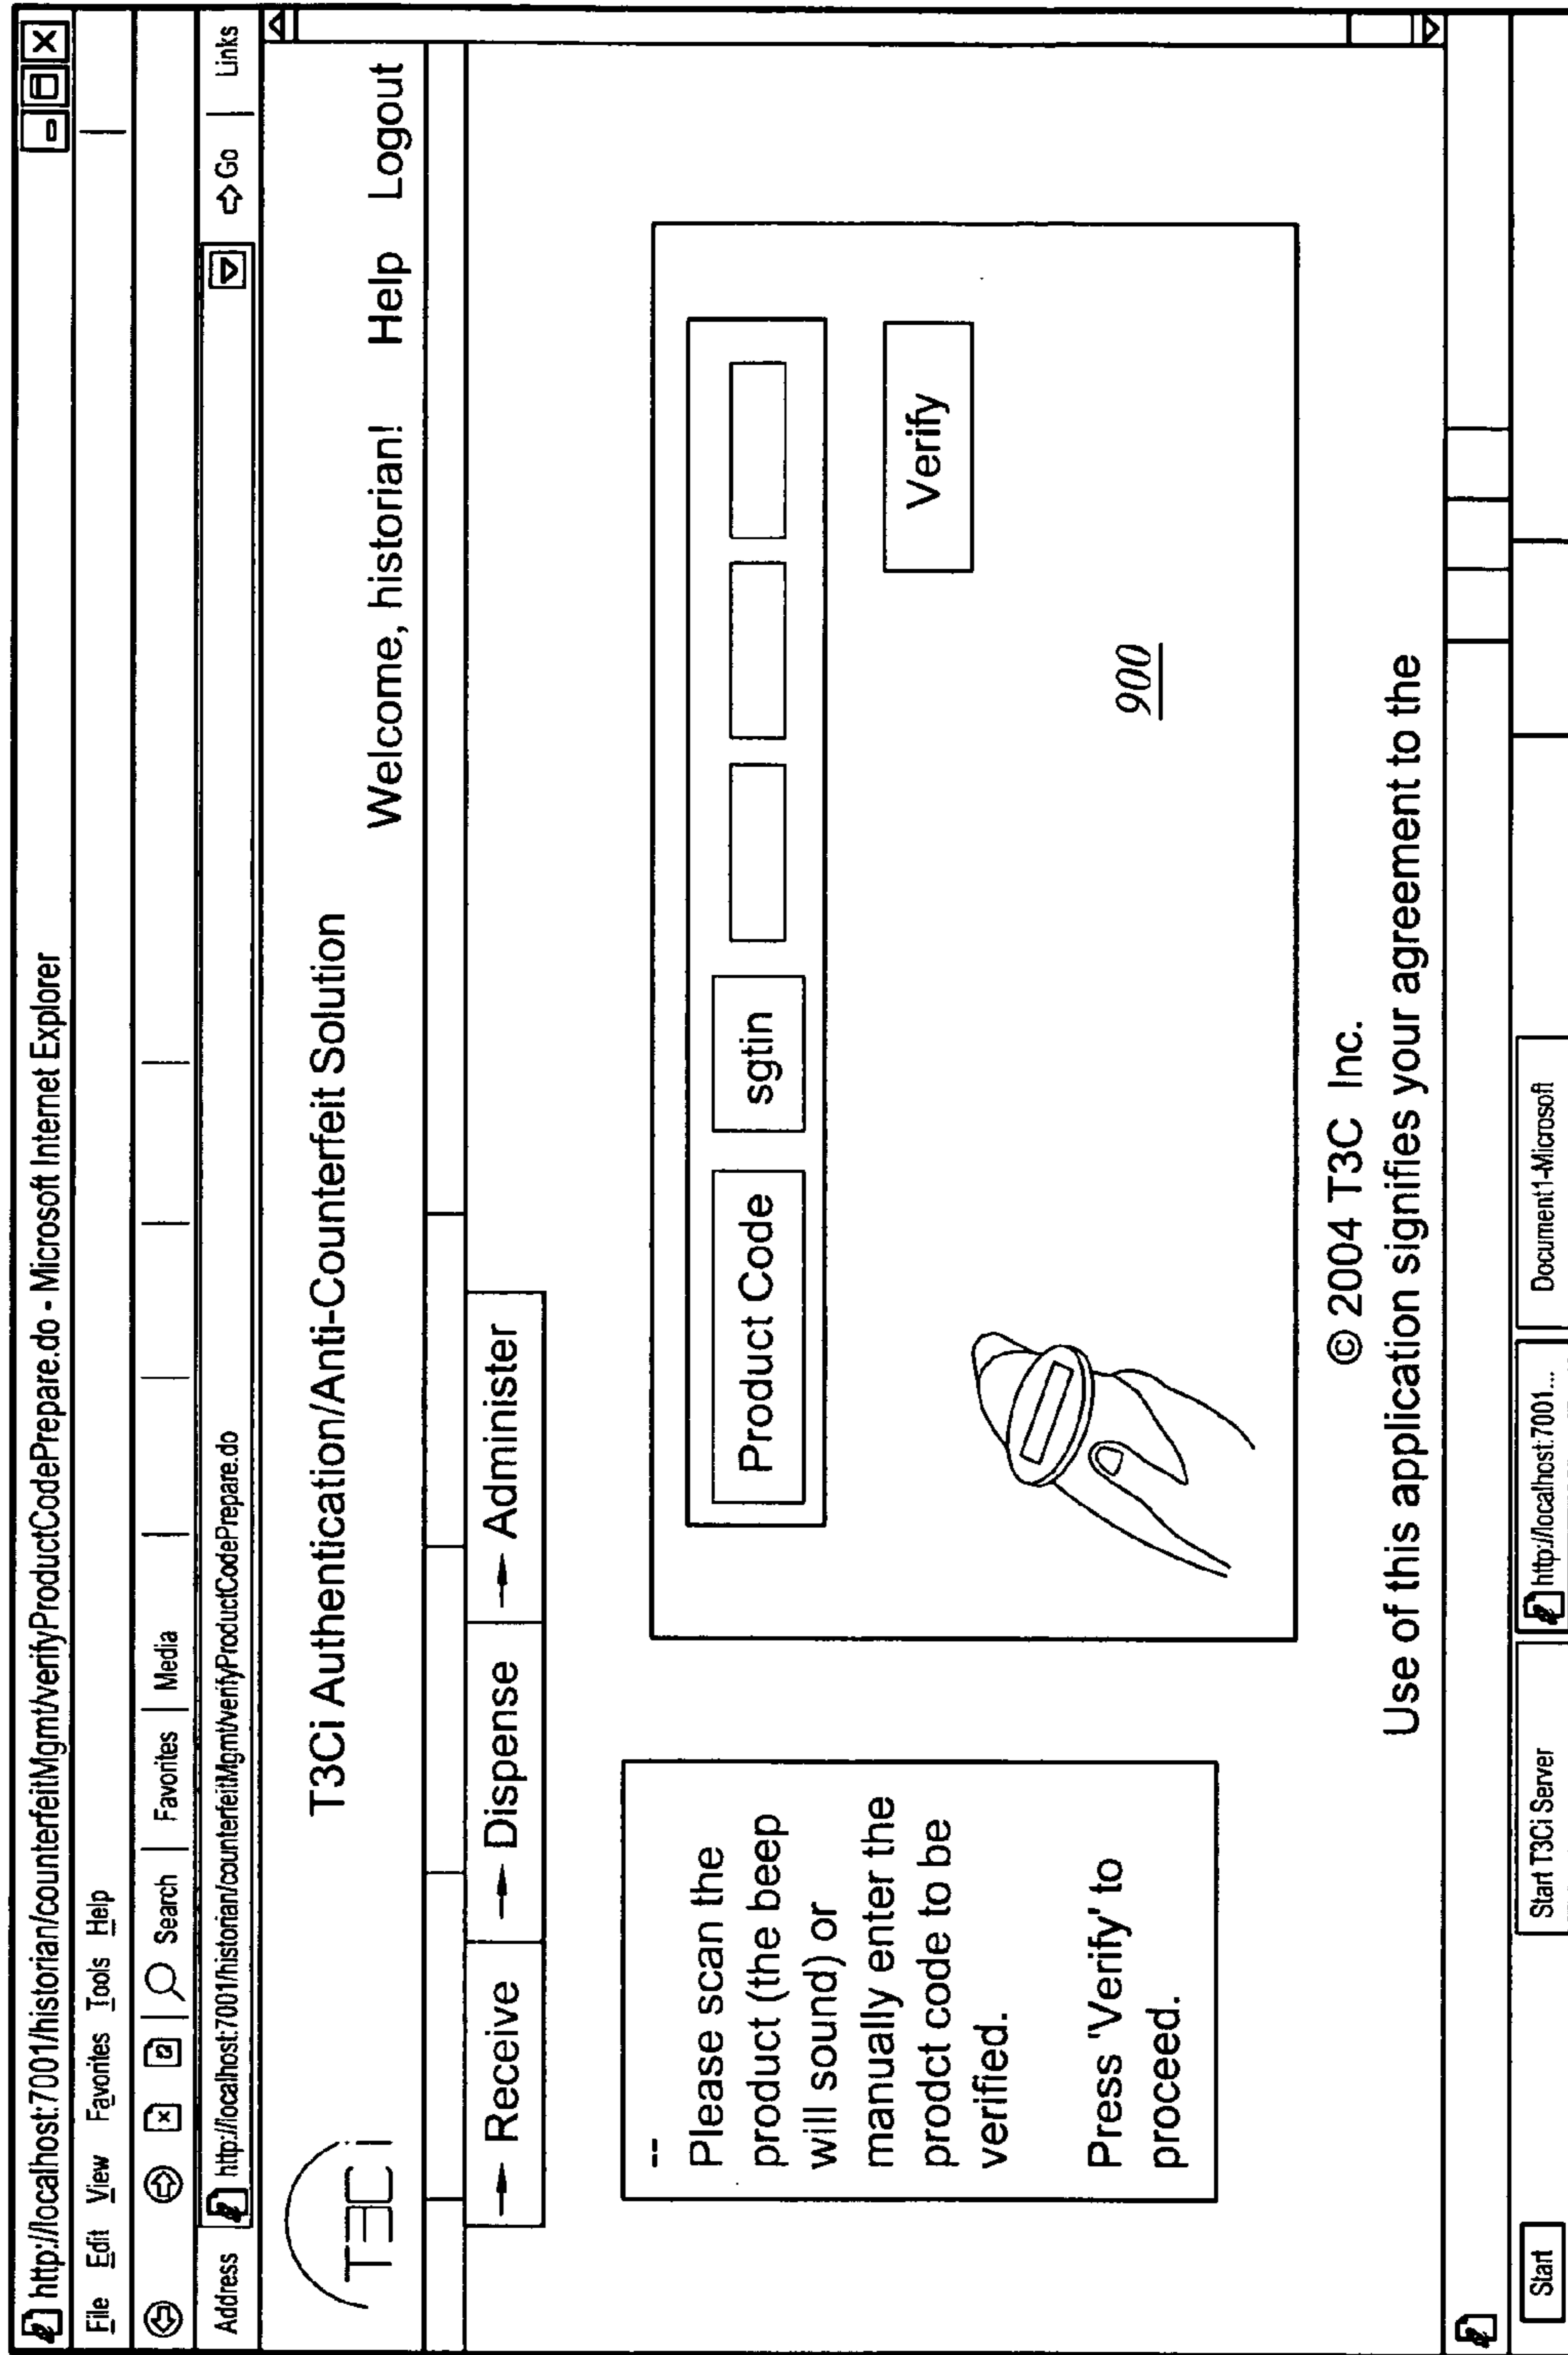 http://localhost:7001/historian/counterfeitMgmt/verifyProductCodePrepare.do - Microsoft Internet Explorer
File Edit View Favorites Tools Help
Search Favorites Media
Address http://localhost:7001/historian/counterfeitMgmt/verifyProductCodePrepare.do Go Links
T3Ci
T3Ci Authentication/Anti-Counterfeit Solution
Welcome, historian! Help Logout
Receive Dispense Administer
--
Please scan the
product (the beep
will sound) or
manually enter the
prodct code to be
verified.
Press 'Verify' to
proceed.
Product Code sgtin
Verify
900
© 2004 T3C Inc.
Use of this application signifies your agreement to the
Start Start T3Ci Server http://localhost:7001... Document1-Microsoft